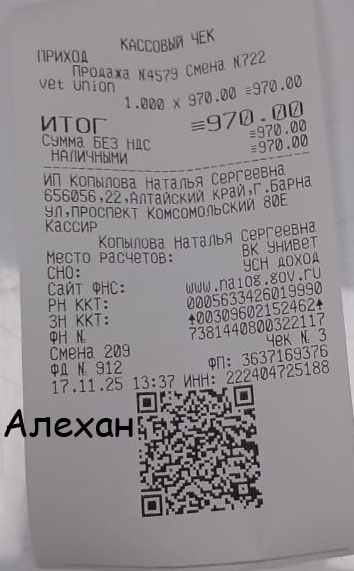 КАССОВЫЙ ЧЕК
ПРИХОД
Продажа N4579 Смена N722
vet union
1.000 x 970.00 ≡970.00
ИТОГ ≡970.00
СУММА БЕЗ НДС ≡970.00
НАЛИЧНЫМИ ≡970.00
ИП Копылова Наталья Сергеевна
656056,22,Алтайский край,г.Барна
ул,проспект Комсомольский 80Е
Кассир
Копылова Наталья Сергеевна
Место расчетов: ВК Унивет
СНО: УСН ДОХОД
Сайт ФНС: www.nalog.gov.ru
РН ККТ: 0005633426019990
ЗН ККТ: ♠00309602152462♠
ФН № 7381440800322117
Смена 209 Чек № 3
ФД № 912 ФП: 3637169376
17.11.25 13:37 ИНН: 222404725188
Алехан